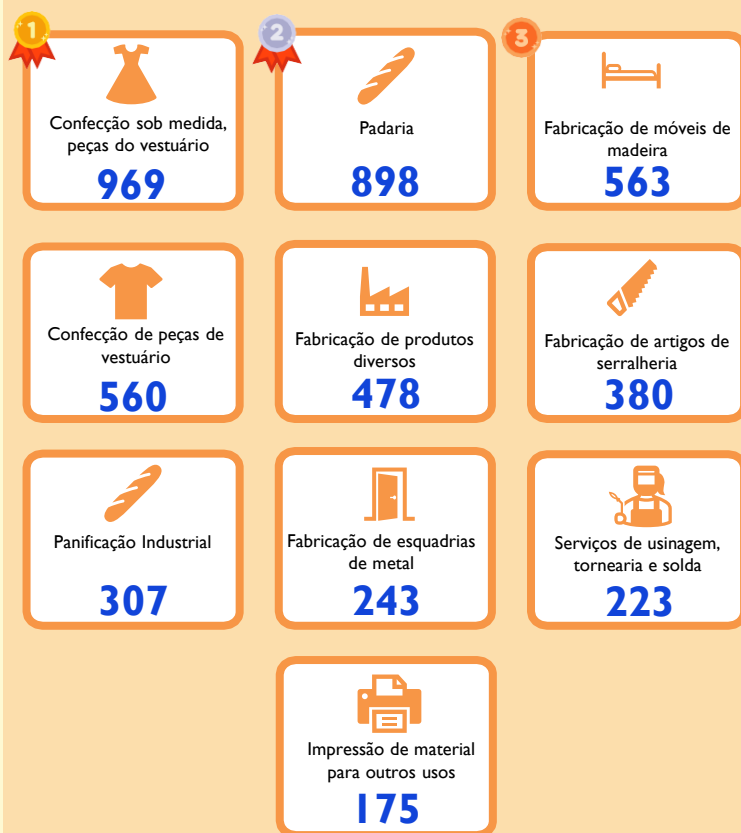 1
Confecção sob medida,
peças do vestuário
969
2
Padaria
898
3
Fabricação de móveis de
madeira
563
Confecção de peças de
vestuário
560
Fabricação de produtos
diversos
478
Fabricação de artigos de
serralheria
380
Panificação Industrial
307
Fabricação de esquadrias
de metal
243
Serviços de usinagem,
tornearia e solda
223
Impressão de material
para outros usos
175